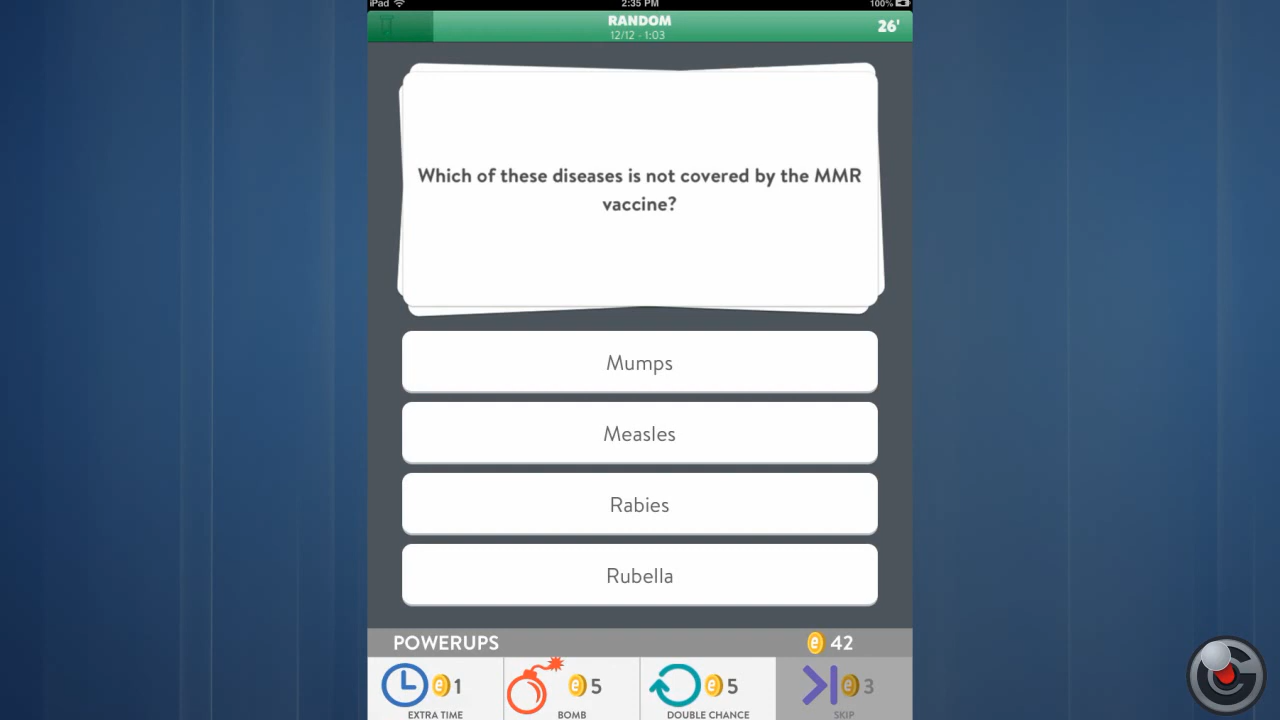 iPad 2:35 PM 100%
RANDOM
12/12 - 1:03
26'
Which of these diseases is not covered by the MMR
vaccine?
Mumps
Measles
Rabies
Rubella
POWERUPS
e 42
e 1
EXTRA TIME
e 5
BOMB
e 5
DOUBLE CHANCE
e 3
SKIP